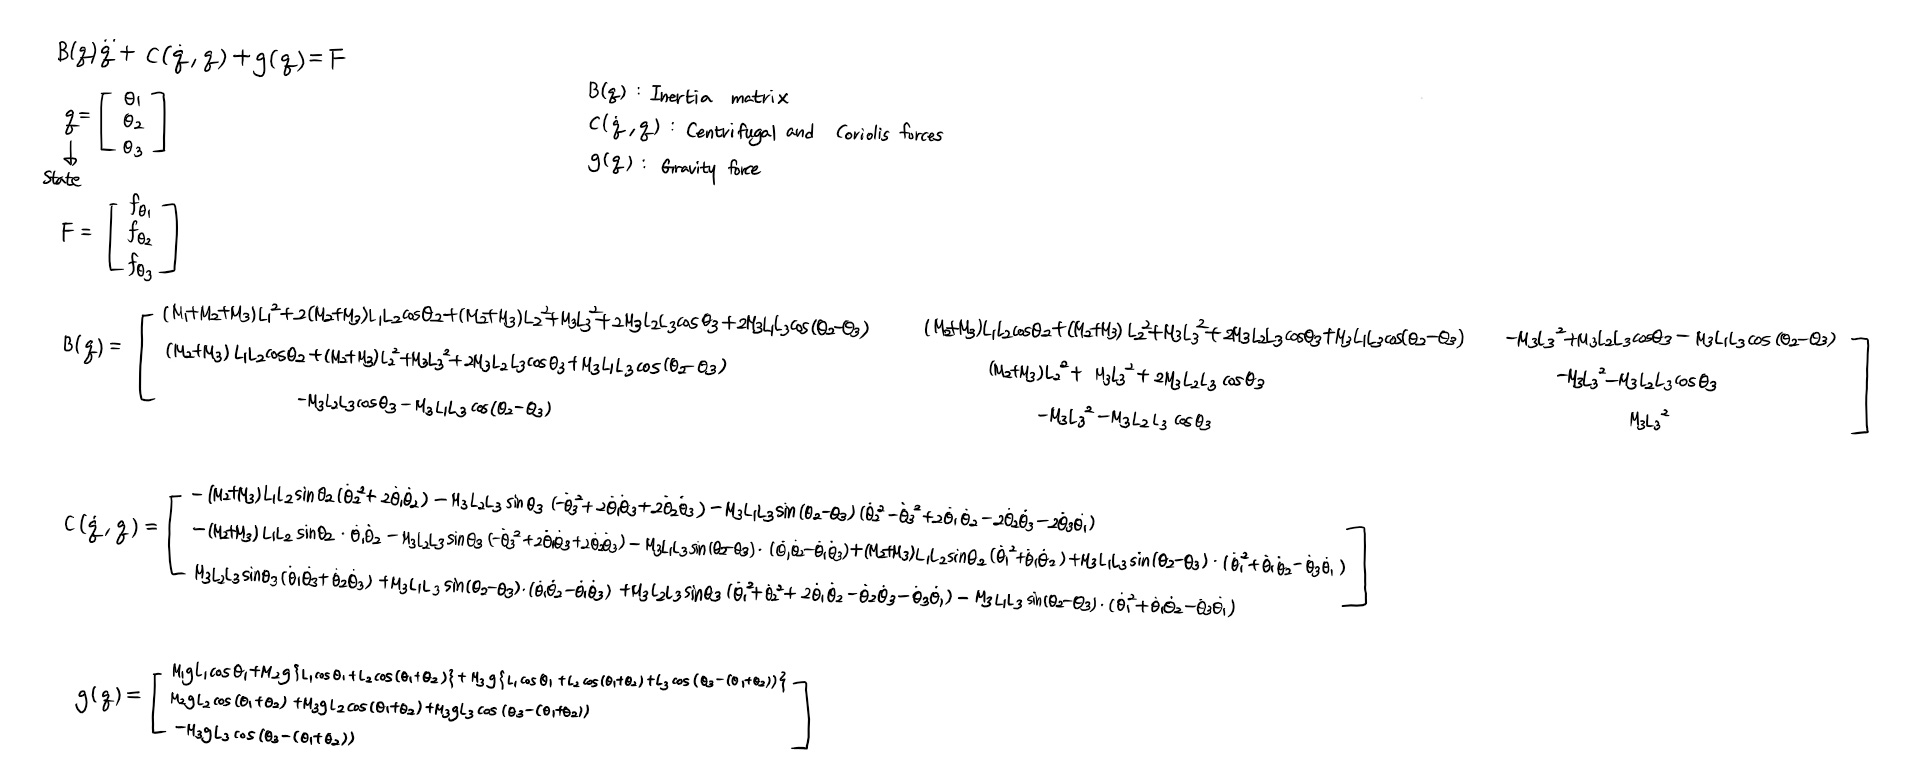 B(q)q̈ + C(q̇, q) + g(q) = F
q = [θ1 θ2 θ3]
↓
State
B(q) : Inertia matrix
C(q̇, q) : Centrifugal and Coriolis forces
g(q) : Gravity force
F = [fθ1 fθ2 fθ3]
B(q) =
(M1+M2+M3)L1²+2(M2+M3)L1L2cosθ2+(M2+M3)L2²+M3L3²+2M3L2L3cosθ3+2M3L1L3cos(θ2-θ3) (M2+M3)L1L2cosθ2+(M2+M3)L2²+M3L3²+2M3L2L3cosθ3+M3L1L3cos(θ2-θ3) -M3L3²+M3L2L3cosθ3-M3L1L3cos(θ2-θ3)
(M2+M3)L1L2cosθ2+(M2+M3)L2²+M3L3²+2M3L2L3cosθ3+M3L1L3cos(θ2-θ3) (M2+M3)L2²+M3L3²+2M3L2L3cosθ3 -M3L3²-M3L2L3cosθ3
-M3L2L3cosθ3-M3L1L3cos(θ2-θ3) -M3L3²-M3L2L3cosθ3 M3L3²
C(q̇, q) =
-(M2+M3)L1L2sinθ2(θ̇2²+2θ̇1θ̇2)-M3L2L3sinθ3(-θ̇3²+2θ̇1θ̇3+2θ̇2θ̇3)-M3L1L3sin(θ2-θ3)(θ̇2²-θ̇3²+2θ̇1θ̇2-2θ̇2θ̇3-2θ̇3θ̇1)
-(M2+M3)L1L2sinθ2·θ̇1θ̇2-M3L2L3sinθ3(-θ̇3²+2θ̇1θ̇3+2θ̇2θ̇3)-M3L1L3sin(θ2-θ3)·(θ̇1θ̇2-θ̇1θ̇3)+(M2+M3)L1L2sinθ2(θ̇1²+θ̇1θ̇2)+M3L1L3sin(θ2-θ3)·(θ̇1²+θ̇1θ̇2-θ̇3θ̇1)
M3L2L3sinθ3(θ̇1θ̇3+θ̇2θ̇3)+M3L1L3sin(θ2-θ3)·(θ̇1θ̇2-θ̇1θ̇3)+M3L2L3sinθ3(θ̇1²+θ̇2²+2θ̇1θ̇2-θ̇2θ̇3-θ̇3θ̇1)-M3L1L3sin(θ2-θ3)·(θ̇1²+θ̇1θ̇2-θ̇3θ̇1)
g(q) =
M1gL1cosθ1+M2g{L1cosθ1+L2cos(θ1+θ2)}+M3g{L1cosθ1+L2cos(θ1+θ2)+L3cos(θ3-(θ1+θ2))}
M2gL2cos(θ1+θ2)+M3gL2cos(θ1+θ2)+M3gL3cos(θ3-(θ1+θ2))
-M3gL3cos(θ3-(θ1+θ2))